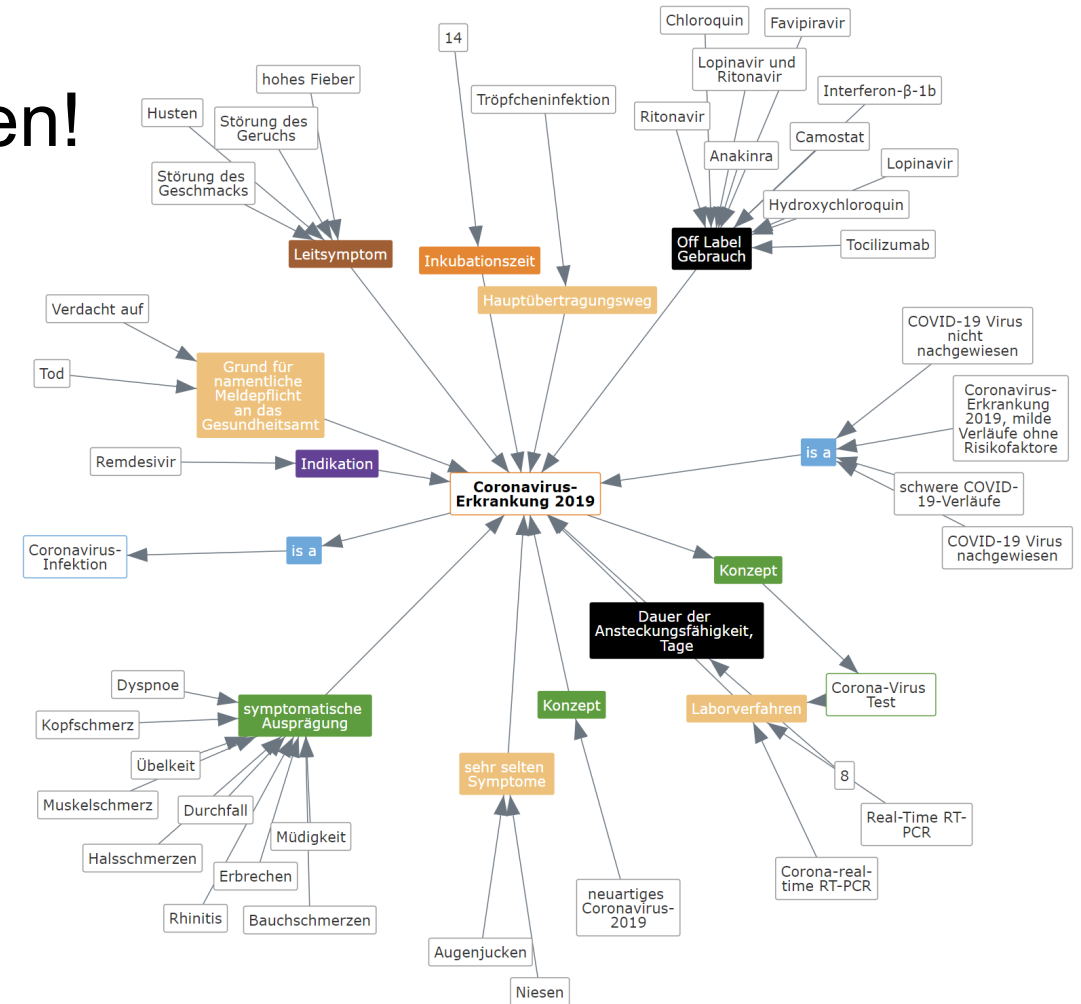 en!
Chloroquin
Favipiravir
14
Lopinavir und
Ritonavir
hohes Fieber
Interferon-β-1b
Tröpfcheninfektion
Husten
Störung des
Geruchs
Ritonavir
Camostat
Anakinra
Lopinavir
Störung des
Geschmacks
Hydroxychloroquin
Leitsymptom
Inkubationszeit
Off Label
Gebrauch
Tocilizumab
Hauptübertragungsweg
Verdacht auf
COVID-19 Virus
nicht
nachgewiesen
Tod
Grund für
namentliche
Meldepflicht
an das
Gesundheitsamt
Coronavirus-
Erkrankung
2019, milde
Verläufe ohne
Risikofaktore
Remdesivir
Indikation
is a
Coronavirus-
Erkrankung 2019
schwere COVID-
19-Verläufe
COVID-19 Virus
nachgewiesen
Coronavirus-
Infektion
is a
Konzept
Dauer der
Ansteckungsfähigkeit,
Tage
Dyspnoe
Corona-Virus
Test
Kopfschmerz
symptomatische
Ausprägung
Konzept
Laborverfahren
Übelkeit
sehr selten
Symptome
8
Muskelschmerz
Durchfall
Real-Time RT-
PCR
Müdigkeit
Halsschmerzen
Erbrechen
Corona-real-
time RT-PCR
Rhinitis
Bauchschmerzen
neuartiges
Coronavirus-
2019
Augenjucken
Niesen